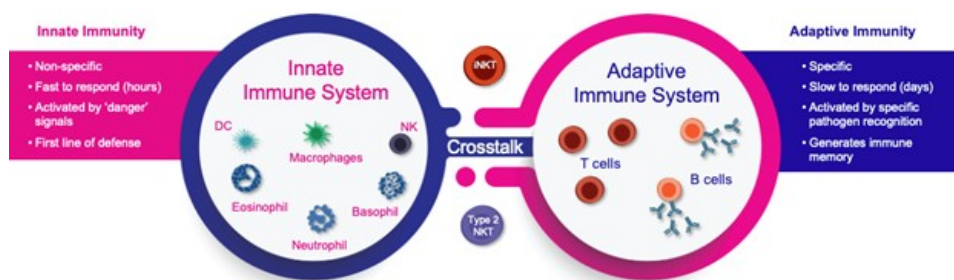 Innate Immunity
• Non-specific
• Fast to respond (hours)
• Activated by 'danger'
signals
• First line of defense
Innate
Immune System
DC
Macrophages
NK
Eosinophil
Basophil
Neutrophil
iNKT
Crosstalk
Type 2
NKT
Adaptive
Immune System
T cells
B cells
Adaptive Immunity
• Specific
• Slow to respond (days)
• Activated by specific
pathogen recognition
• Generates immune
memory